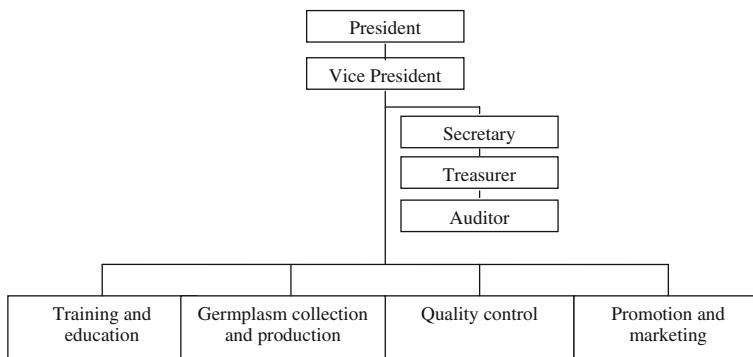 President
Vice President
Secretary
Treasurer
Auditor
Training and
education
Germplasm collection
and production
Quality control
Promotion and
marketing